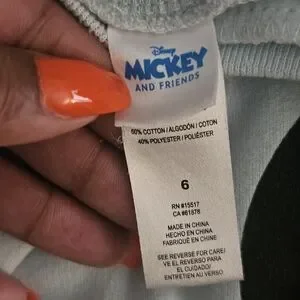 Disney
MICKEY
AND FRIENDS
60% COTTON / ALGODÓN / COTON
40% POLYESTER / POLIÉSTER
6
RN #15517
CA #61878
MADE IN CHINA
HECHO EN CHINA
FABRIQUÉ EN CHINE
SEE REVERSE FOR CARE/
VE EL REVERSO PARA
EL CUIDADO/
ENTRETIEN AU VERSO